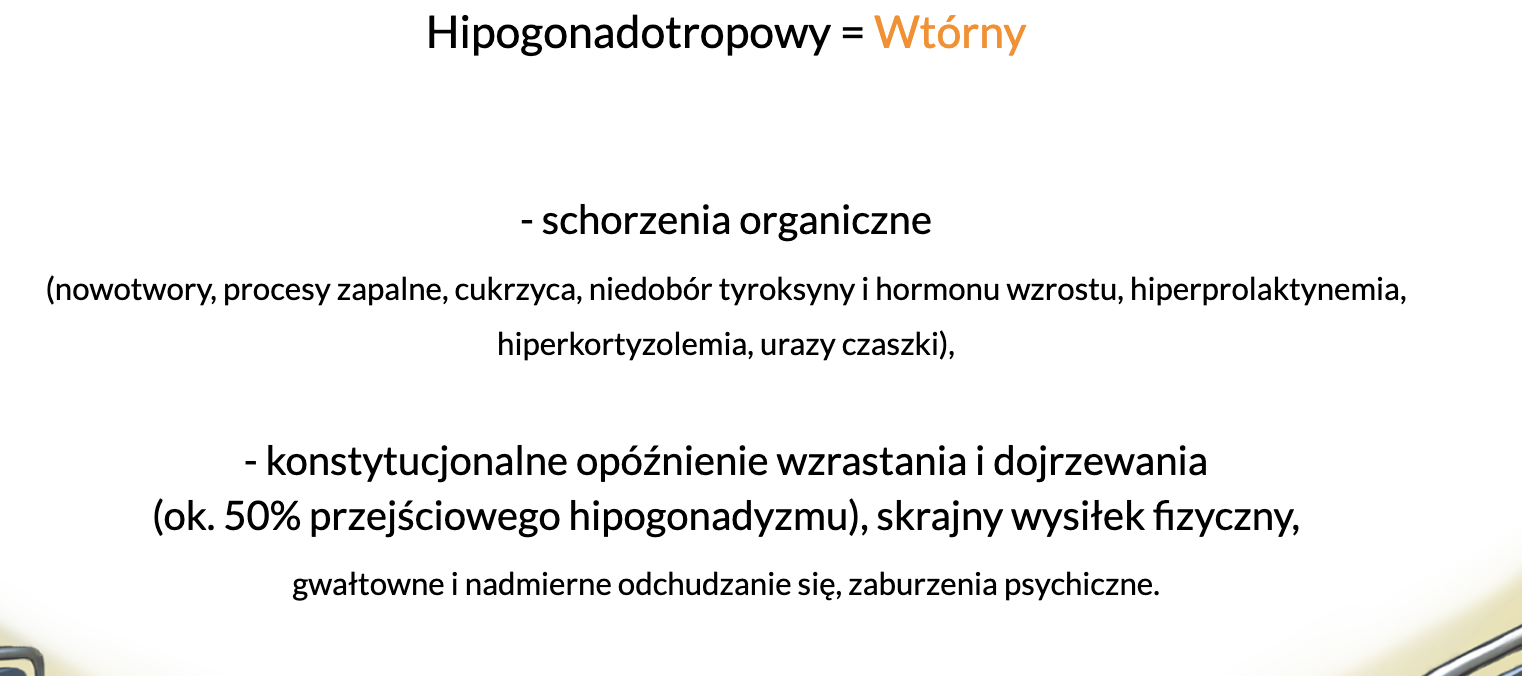 Hipogonadotropowy = Wtórny
- schorzenia organiczne
(nowotwory, procesy zapalne, cukrzyca, niedobór tyroksyny i hormonu wzrostu, hiperprolaktynemia,
hiperkortyzolemia, urazy czaszki),
- konstytucjonalne opóźnienie wzrastania i dojrzewania
(ok. 50% przejściowego hipogonadyzmu), skrajny wysiłek fizyczny,
gwałtowne i nadmierne odchudzanie się, zaburzenia psychiczne.